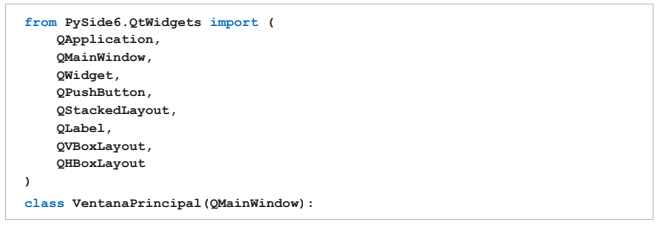 from PySide6.QtWidgets import (
    QApplication,
    QMainWindow,
    QWidget,
    QPushButton,
    QStackedLayout,
    QLabel,
    QVBoxLayout,
    QHBoxLayout
)
class VentanaPrincipal(QMainWindow):